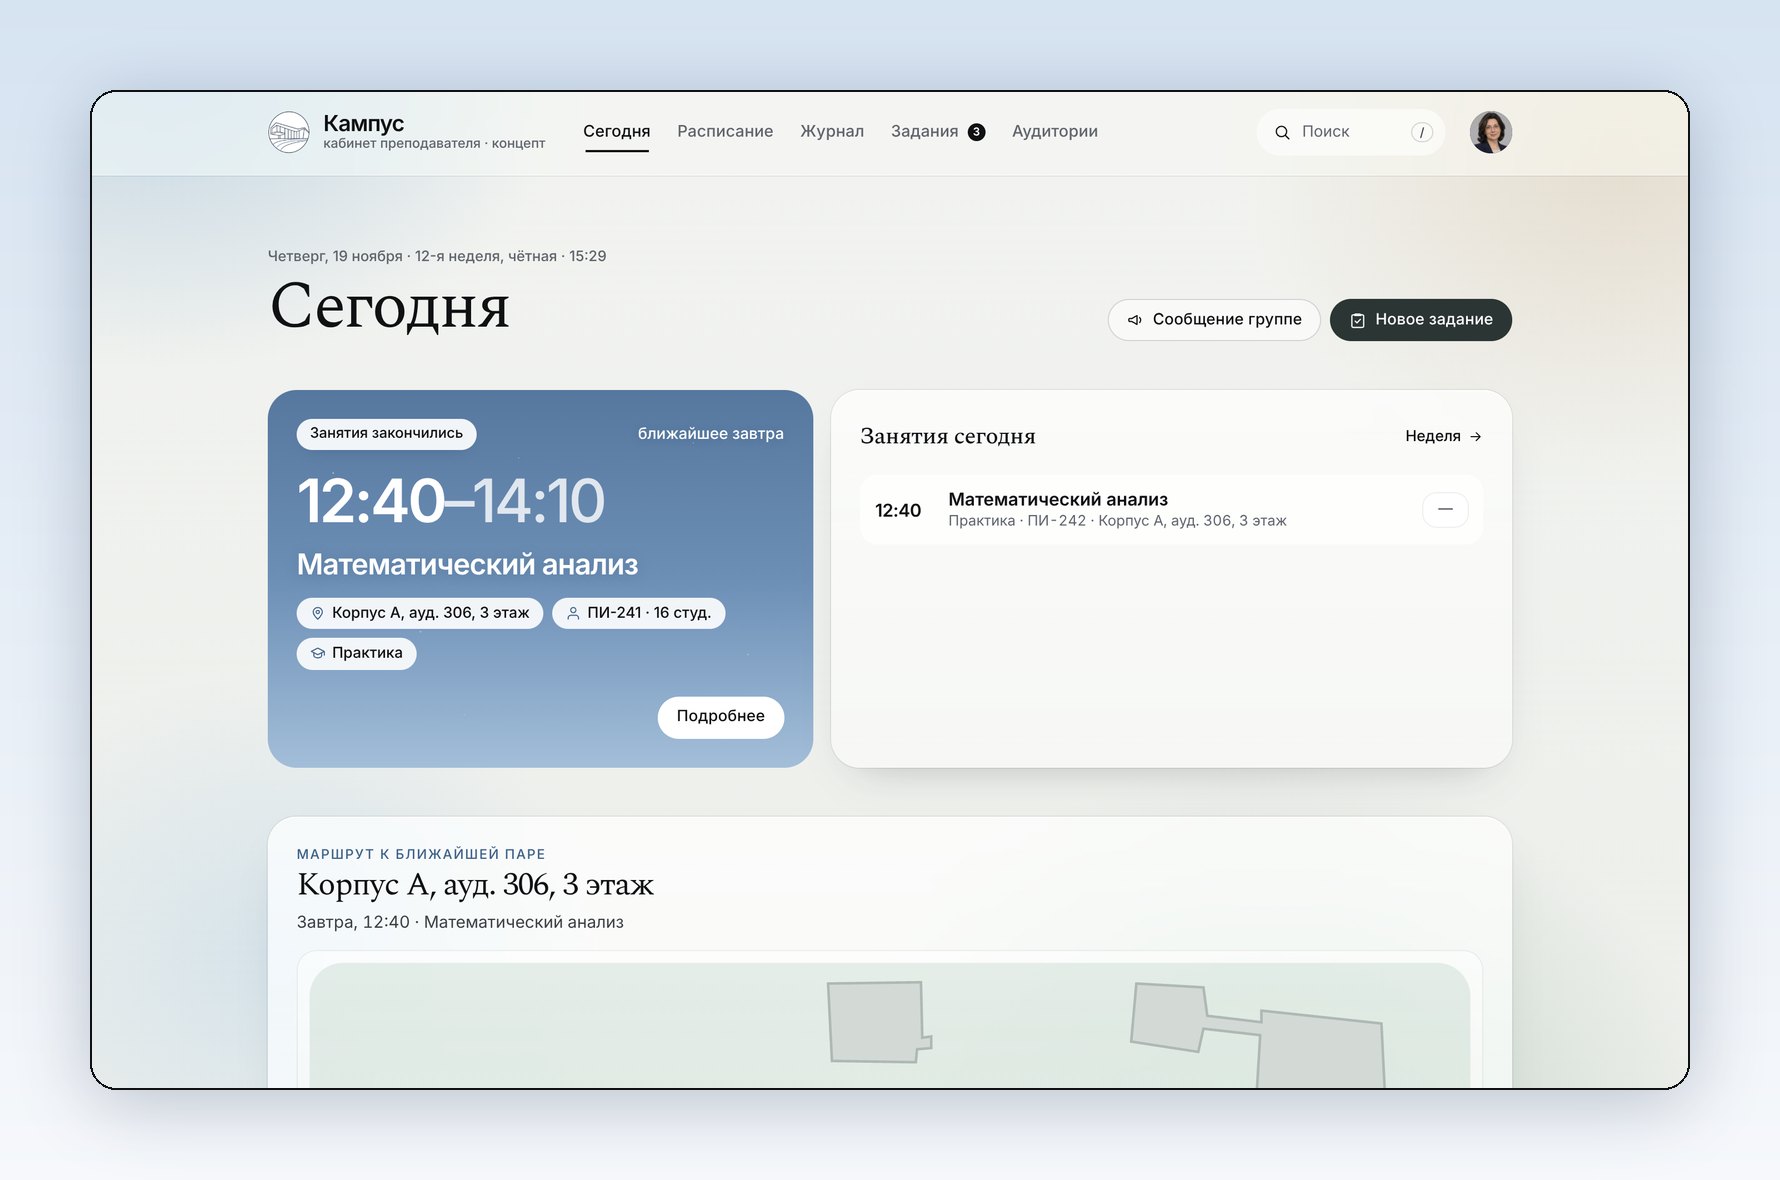 Кампус
кабинет преподавателя · концепт
Сегодня
Расписание
Журнал
Задания 3
Аудитории
Поиск /
Четверг, 19 ноября · 12-я неделя, чётная · 15:29
Сегодня
Сообщение группе
Новое задание
Занятия закончились
ближайшее завтра
12:40–14:10
Математический анализ
Корпус А, ауд. 306, 3 этаж
ПИ-241 · 16 студ.
Практика
Подробнее
Занятия сегодня
Неделя →
12:40
Математический анализ
Практика · ПИ-242 · Корпус А, ауд. 306, 3 этаж
—
МАРШРУТ К БЛИЖАЙШЕЙ ПАРЕ
Корпус А, ауд. 306, 3 этаж
Завтра, 12:40 · Математический анализ